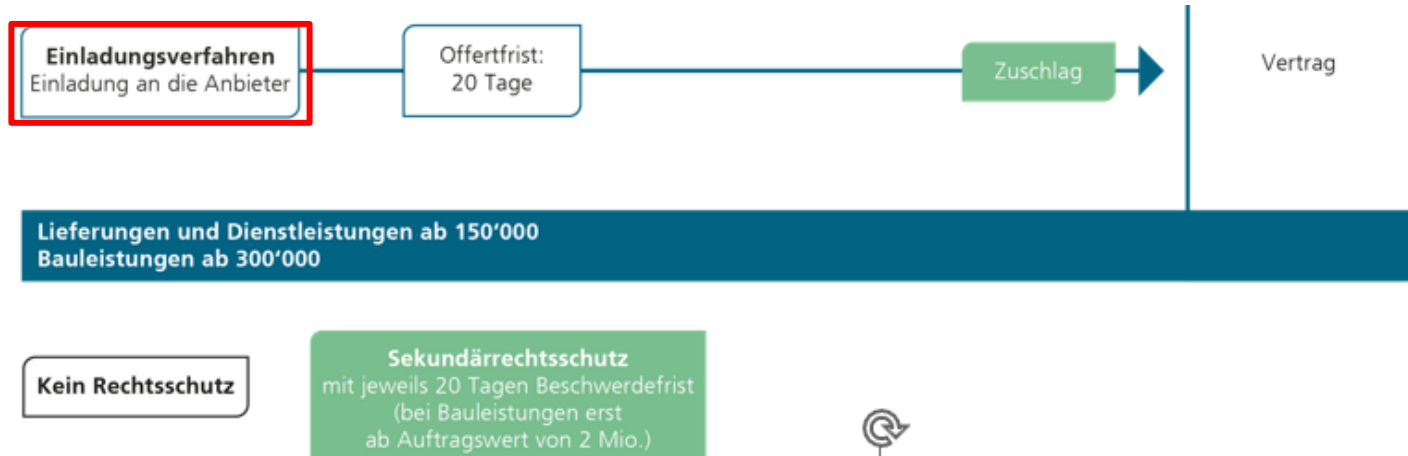 Einladungsverfahren
Einladung an die Anbieter
Offertfrist:
20 Tage
Zuschlag
Vertrag
Lieferungen und Dienstleistungen ab 150’000
Bauleistungen ab 300’000
Kein Rechtsschutz
Sekundärrechtsschutz
mit jeweils 20 Tagen Beschwerdefrist
(bei Bauleistungen erst
ab Auftragswert von 2 Mio.)